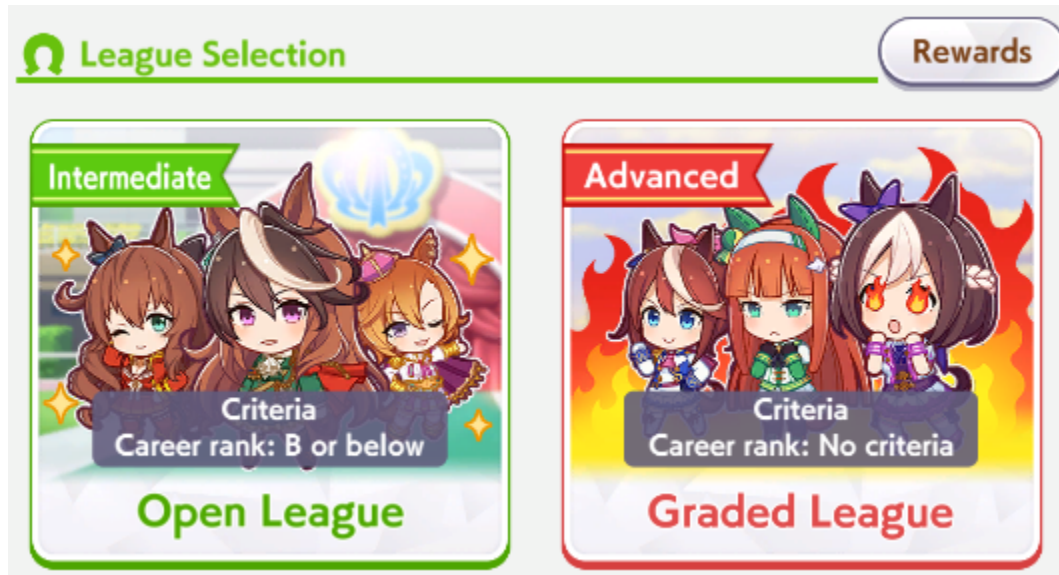 League Selection
Rewards
Intermediate
Criteria
Career rank: B or below
Open League
Advanced
Criteria
Career rank: No criteria
Graded League